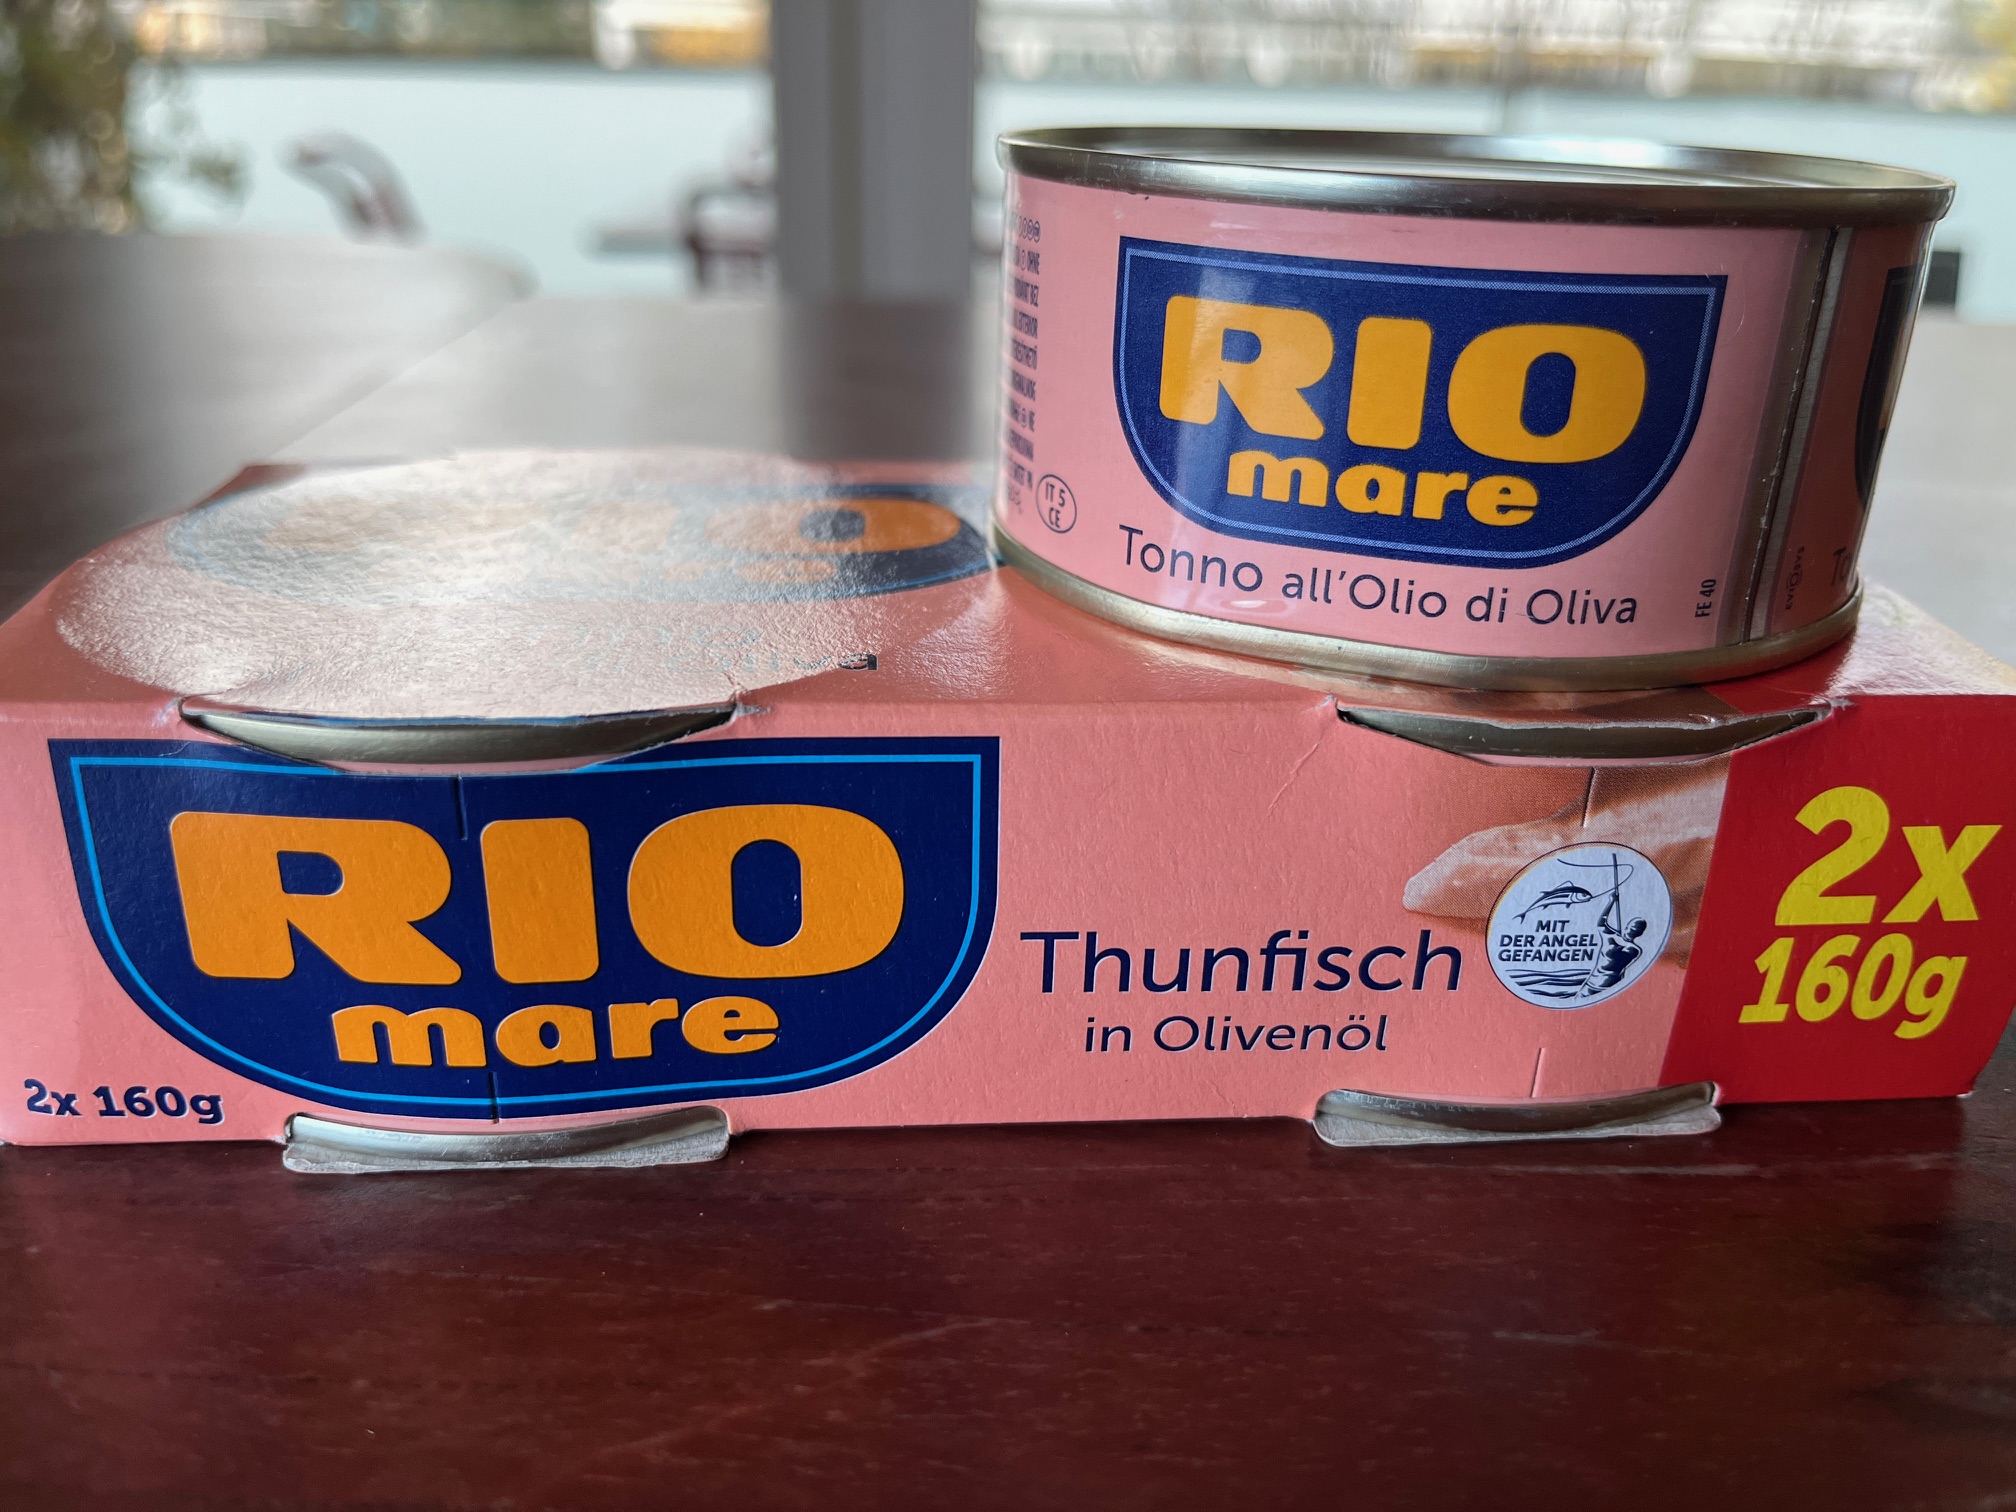 RIO
mare
Tonno all'Olio di Oliva
IT 5
CE
FE 40
RIO
mare
Thunfisch
in Olivenöl
MIT
DER ANGEL
GEFANGEN
2x
160g
2x 160g